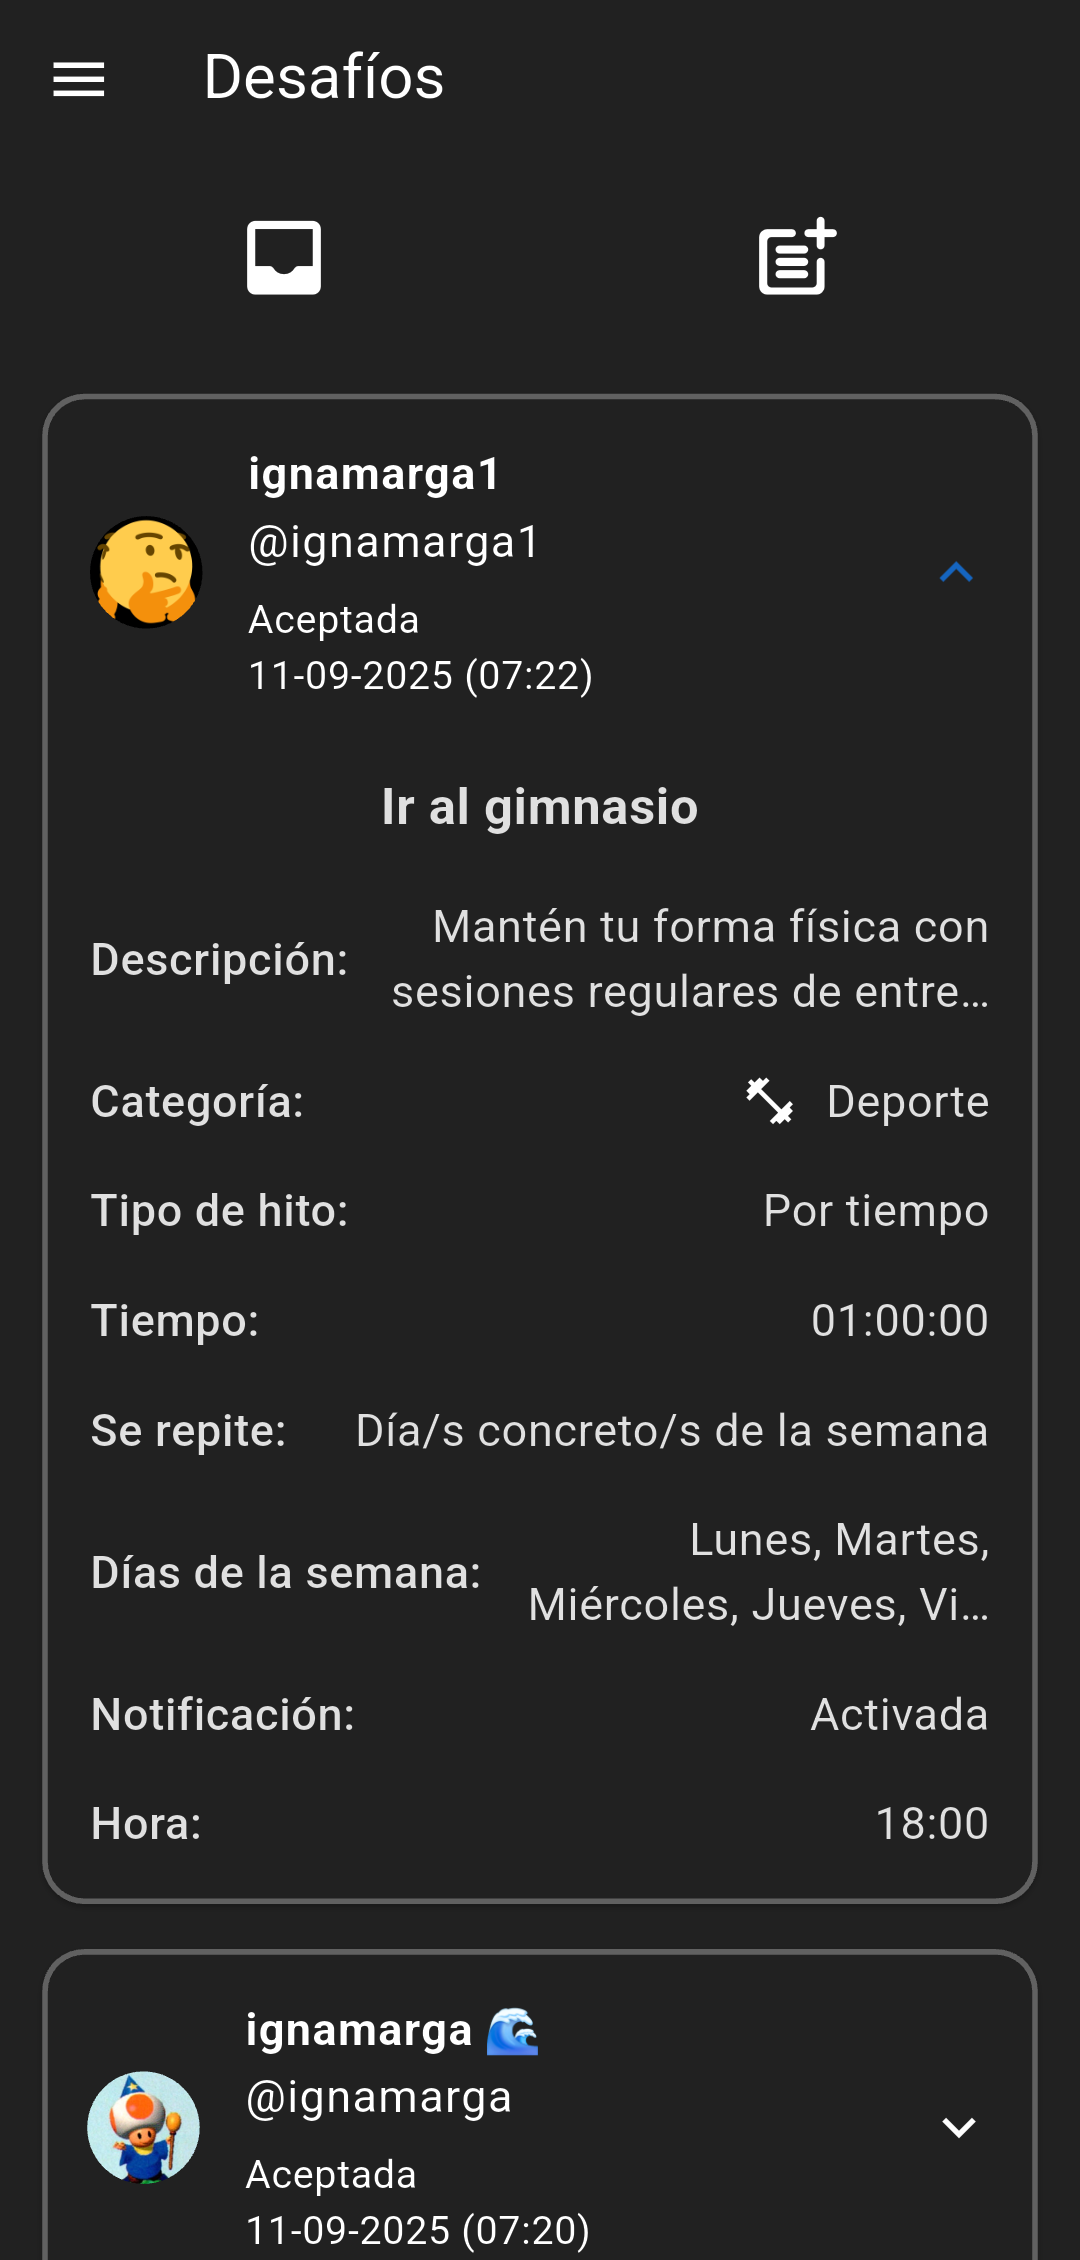 Desafíos
ignamarga1
@ignamarga1
Aceptada
11-09-2025 (07:22)
Ir al gimnasio
Descripción: Mantén tu forma física con
sesiones regulares de entre…
Categoría: Deporte
Tipo de hito: Por tiempo
Tiempo: 01:00:00
Se repite: Día/s concreto/s de la semana
Días de la semana: Lunes, Martes,
Miércoles, Jueves, Vi…
Notificación: Activada
Hora: 18:00
ignamarga 🌊
@ignamarga
Aceptada
11-09-2025 (07:20)